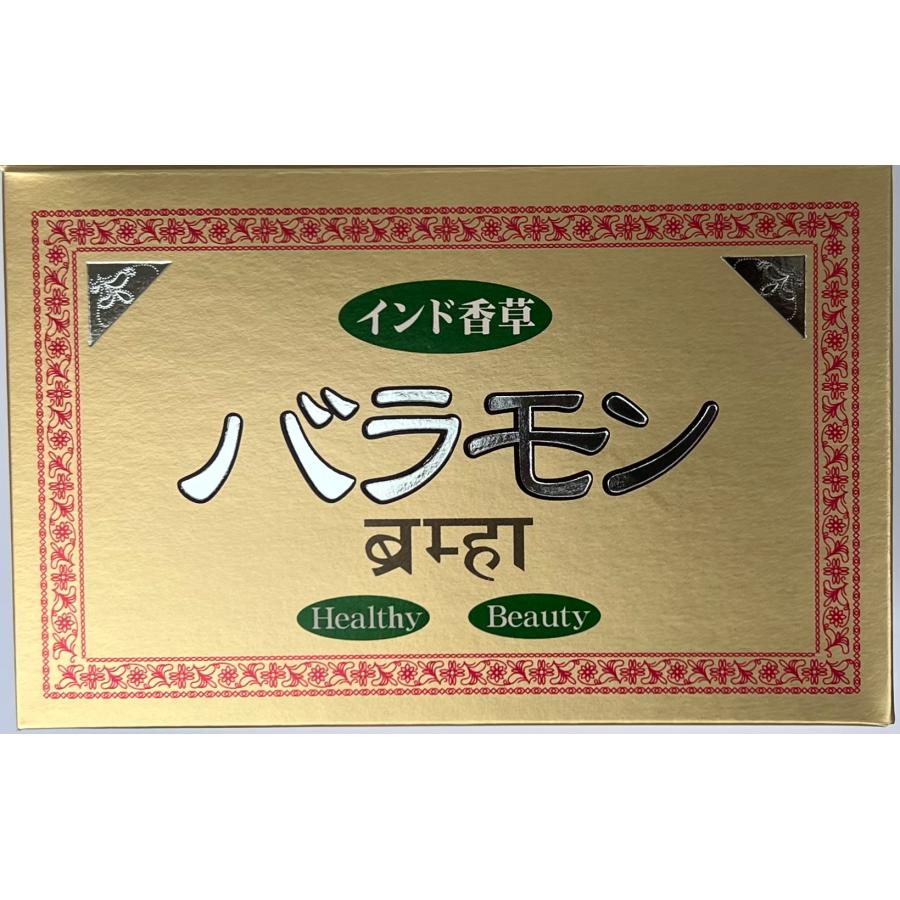 インド香草
バラモン
ब्रम्हा
Healthy Beauty